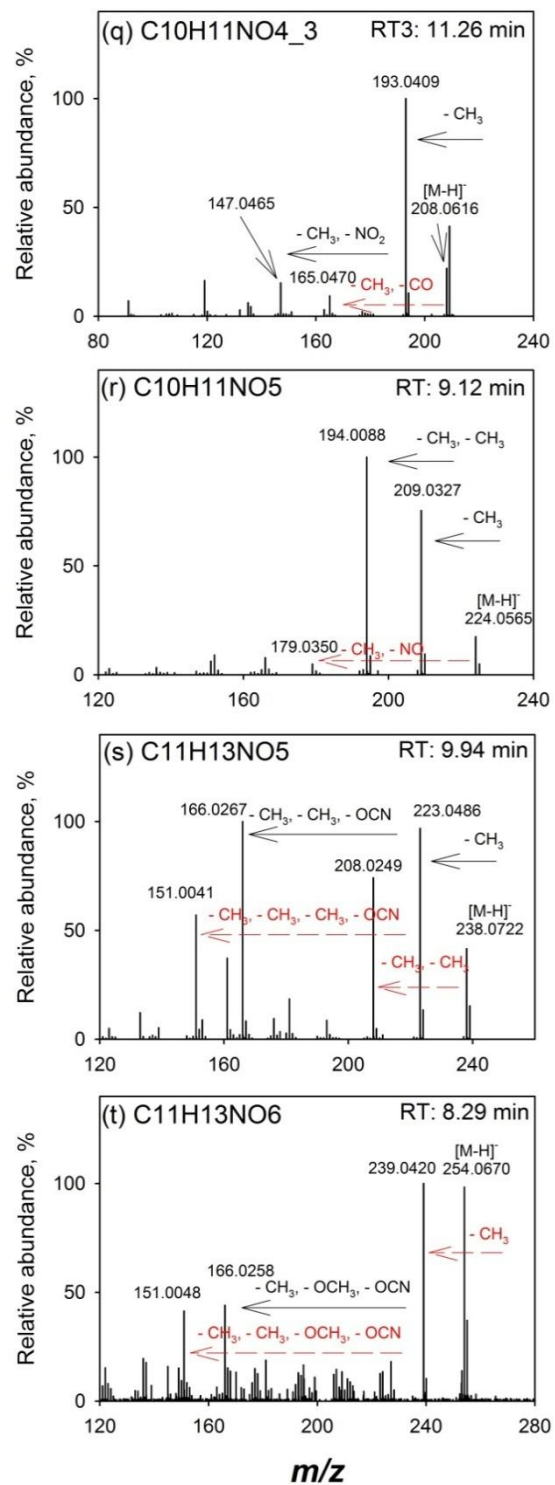 (q) C10H11NO4_3 RT3: 11.26 min
193.0409
100
- CH₃
[M-H]⁻
147.0465 208.0616
- CH₃, - NO₂
50
165.0470 - CH₃, - CO
0
80 120 160 200 240
Relative abundance, %
(r) C10H11NO5 RT: 9.12 min
194.0088
100
- CH₃, - CH₃
209.0327
- CH₃
50
[M-H]⁻
224.0565
179.0350 - CH₃, - NO
0
120 160 200 240
Relative abundance, %
(s) C11H13NO5 RT: 9.94 min
166.0267 - CH₃, - CH₃, - OCN 223.0486
100
- CH₃
208.0249
151.0041 - CH₃, - CH₃, - CH₃, - OCN
[M-H]⁻
238.0722
50
- CH₃, - CH₃
0
120 160 200 240
Relative abundance, %
(t) C11H13NO6 RT: 8.29 min
[M-H]⁻
239.0420 254.0670
100
- CH₃
166.0258 - CH₃, - OCH₃, - OCN
151.0048
50
- CH₃, - CH₃, - OCH₃, - OCN
0
120 160 200 240 280
Relative abundance, %
m/z